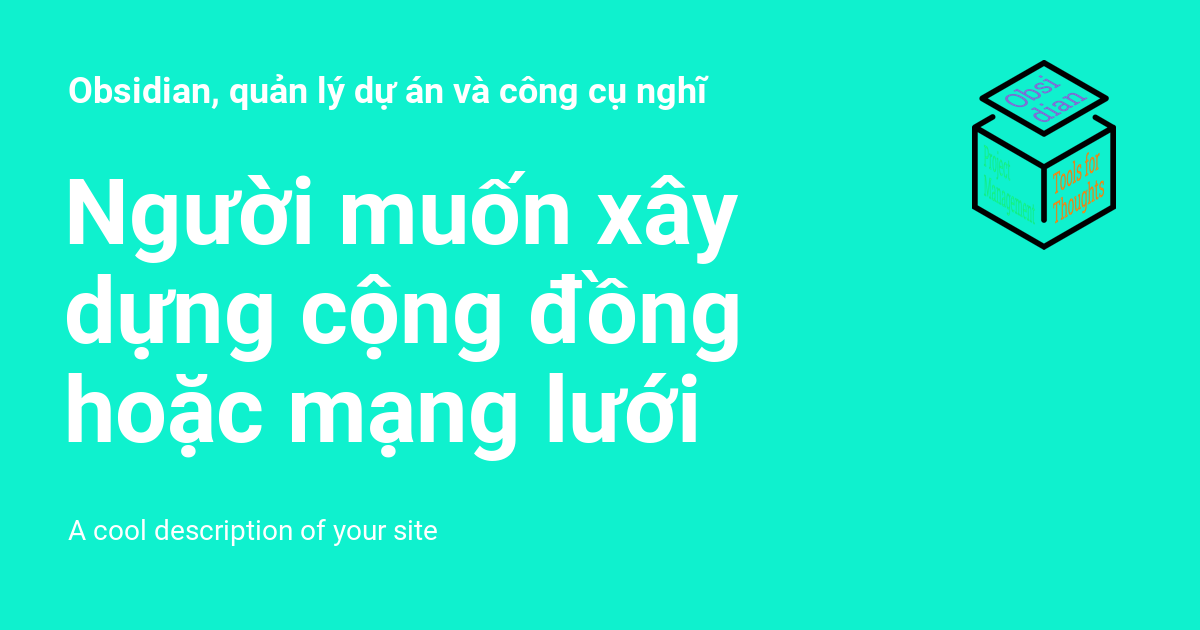 Obsidian, quản lý dự án và công cụ nghĩ
Obsi
dian
Project
Management
Tools for
Thoughts
Người muốn xây
dựng cộng đồng
hoặc mạng lưới
A cool description of your site